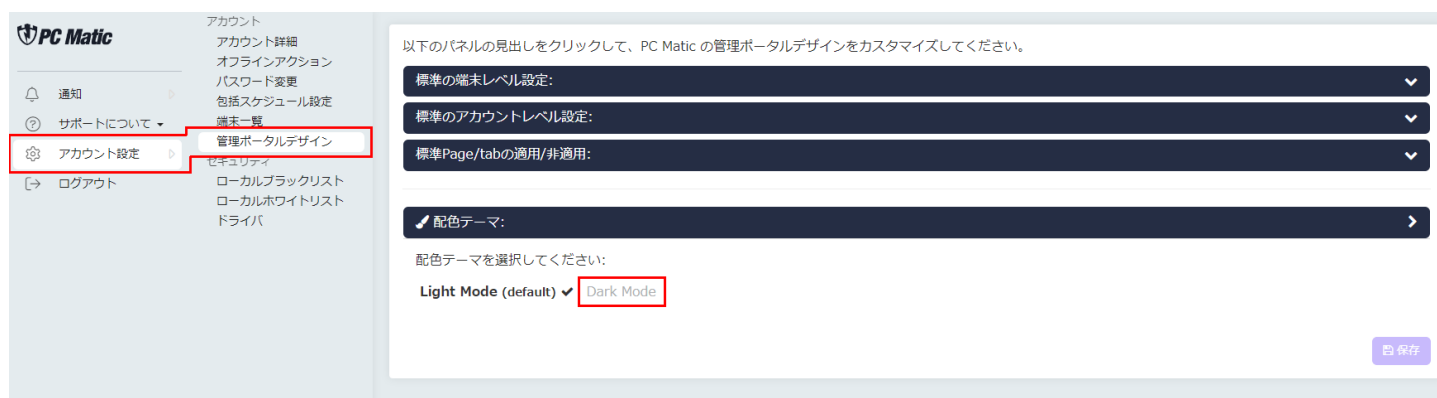 PC Matic
通知
サポートについて
アカウント設定
ログアウト
アカウント
アカウント詳細
オフラインアクション
パスワード変更
包括スケジュール設定
端末一覧
管理ポータルデザイン
セキュリティ
ローカルブラックリスト
ローカルホワイトリスト
ドライバ
以下のパネルの見出しをクリックして、PC Matic の管理ポータルデザインをカスタマイズしてください。
標準の端末レベル設定:
標準のアカウントレベル設定:
標準Page/tabの適用/非適用:
配色テーマ:
配色テーマを選択してください:
Light Mode (default) ✔ Dark Mode
保存